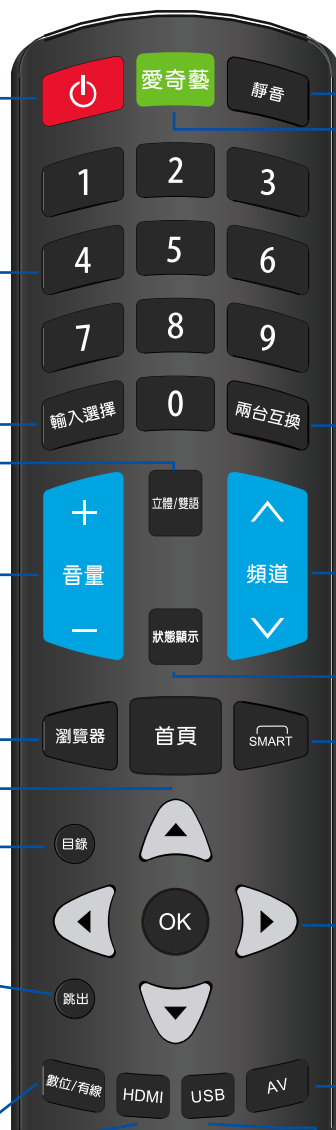 愛奇藝
靜音
1
2
3
4
5
6
7
8
9
輸入選擇
0
兩台互換
立體/雙語
+
音量
−
頻道
狀態顯示
瀏覽器
首頁
SMART
目錄
OK
跳出
數位/有線
HDMI
USB
AV